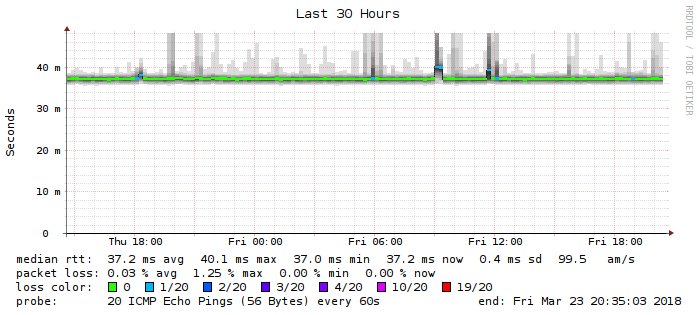 Last 30 Hours
RRDTOOL / TOBI OETIKER
Seconds
40 m
30 m
20 m
10 m
0
Thu 18:00 Fri 00:00 Fri 06:00 Fri 12:00 Fri 18:00
median rtt: 37.2 ms avg 40.1 ms max 37.0 ms min 37.2 ms now 0.4 ms sd 99.5 am/s
packet loss: 0.03 % avg 1.25 % max 0.00 % min 0.00 % now
loss color: 0 1/20 2/20 3/20 4/20 10/20 19/20
probe: 20 ICMP Echo Pings (56 Bytes) every 60s end: Fri Mar 23 20:35:03 2018